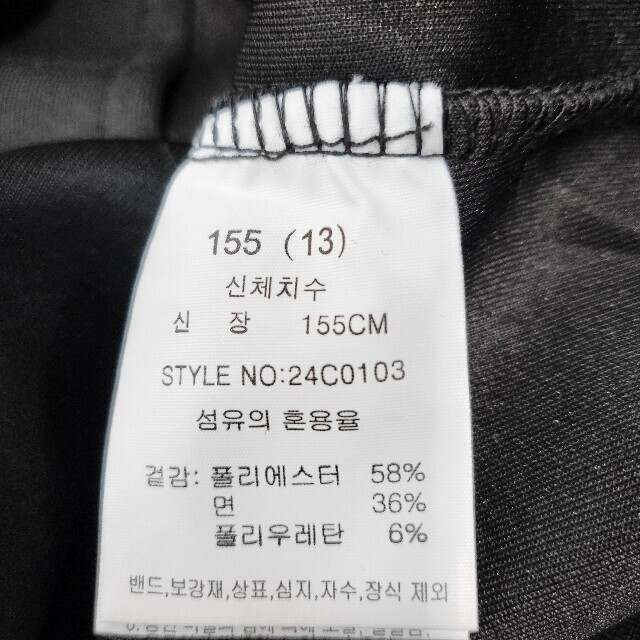 155 (13)
신체치수
신 장 155CM
STYLE NO:24C0103
섬유의 혼용율
겉감: 폴리에스터 58%
면 36%
폴리우레탄 6%
밴드,보강재,상표,심지,자수,장식 제외